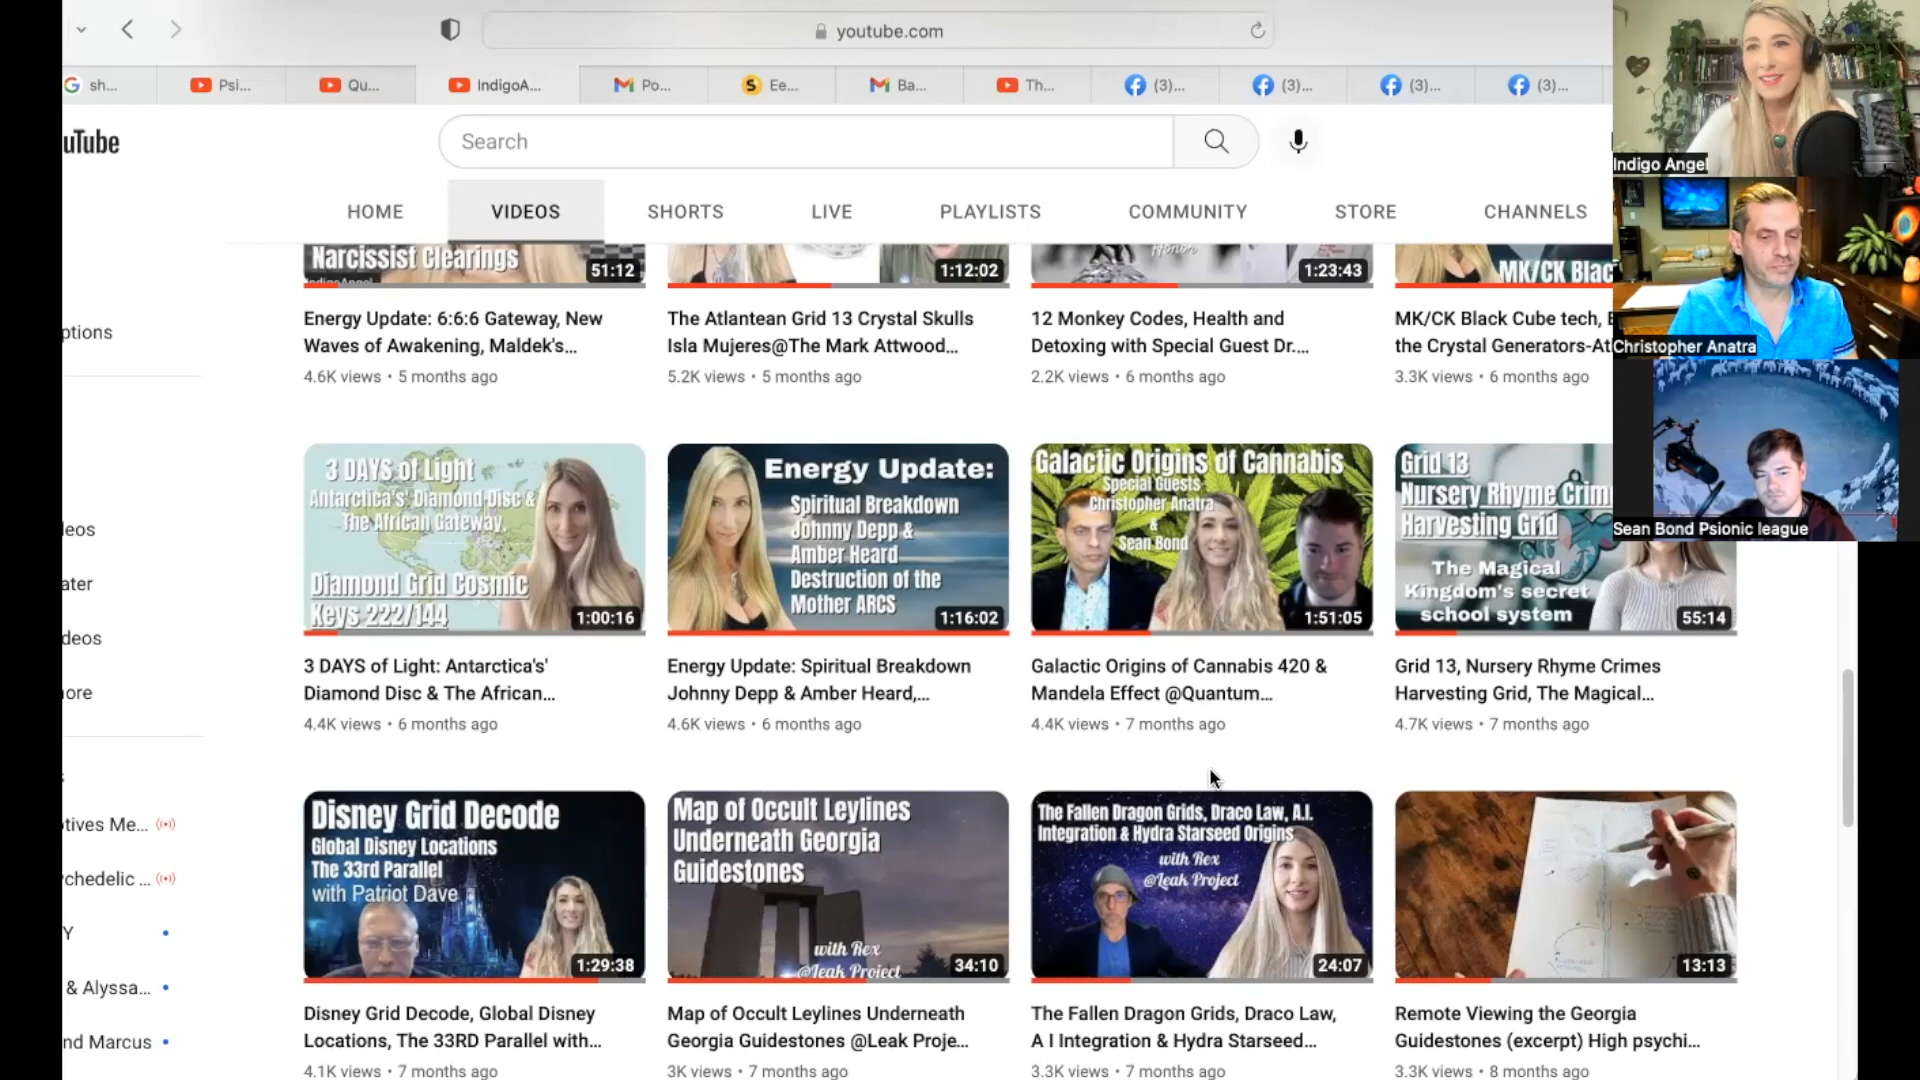 youtube.com
sh...
Psi...
Qu...
IndigoA...
Po...
Ee...
Ba...
Th...
(3)...
(3)...
(3)...
(3)...
uTube
Search
HOME
VIDEOS
SHORTS
LIVE
PLAYLISTS
COMMUNITY
STORE
CHANNELS
Indigo Angel
Christopher Anatra
Sean Bond Psionic league
ptions
eos
ater
deos
ore
tives Me...
ychedelic ...
Y
& Alyssa...
nd Marcus
Narcissist Clearings
IndigoAngel
51:12
Energy Update: 6:6:6 Gateway, New
Waves of Awakening, Maldek's...
4.6K views • 5 months ago
1:12:02
The Atlantean Grid 13 Crystal Skulls
Isla Mujeres@The Mark Attwood...
5.2K views • 5 months ago
Honor
1:23:43
12 Monkey Codes, Health and
Detoxing with Special Guest Dr....
2.2K views • 6 months ago
MK/CK Blac
MK/CK Black Cube tech, E
the Crystal Generators-At
3.3K views • 6 months ago
3 DAYS of Light
Antarctica's' Diamond Disc &
The African Gateway,
Diamond Grid Cosmic
Keys 222/144
1:00:16
3 DAYS of Light: Antarctica's'
Diamond Disc & The African...
4.4K views • 6 months ago
Energy Update:
Spiritual Breakdown
Johnny Depp &
Amber Heard
Destruction of the
Mother ARCS
1:16:02
Energy Update: Spiritual Breakdown
Johnny Depp & Amber Heard,...
4.6K views • 6 months ago
Galactic Origins of Cannabis
Special Guests
Christopher Anatra
&
Sean Bond
1:51:05
Galactic Origins of Cannabis 420 &
Mandela Effect @Quantum...
4.4K views • 7 months ago
Grid 13
Nursery Rhyme Crim
Harvesting Grid
The Magical
Kingdom's secret
school system
55:14
Grid 13, Nursery Rhyme Crimes
Harvesting Grid, The Magical...
4.7K views • 7 months ago
Disney Grid Decode
Global Disney Locations
The 33rd Parallel
with Patriot Dave
1:29:38
Disney Grid Decode, Global Disney
Locations, The 33RD Parallel with...
4.1K views • 7 months ago
Map of Occult Leylines
Underneath Georgia
Guidestones
with Rex
@Leak Project
34:10
Map of Occult Leylines Underneath
Georgia Guidestones @Leak Proje...
3K views • 7 months ago
The Fallen Dragon Grids, Draco Law, A.I.
Integration & Hydra Starseed Origins
with Rex
@Leak Project
24:07
The Fallen Dragon Grids, Draco Law,
A I Integration & Hydra Starseed...
3.3K views • 7 months ago
13:13
Remote Viewing the Georgia
Guidestones (excerpt) High psychi...
3.3K views • 8 months ago